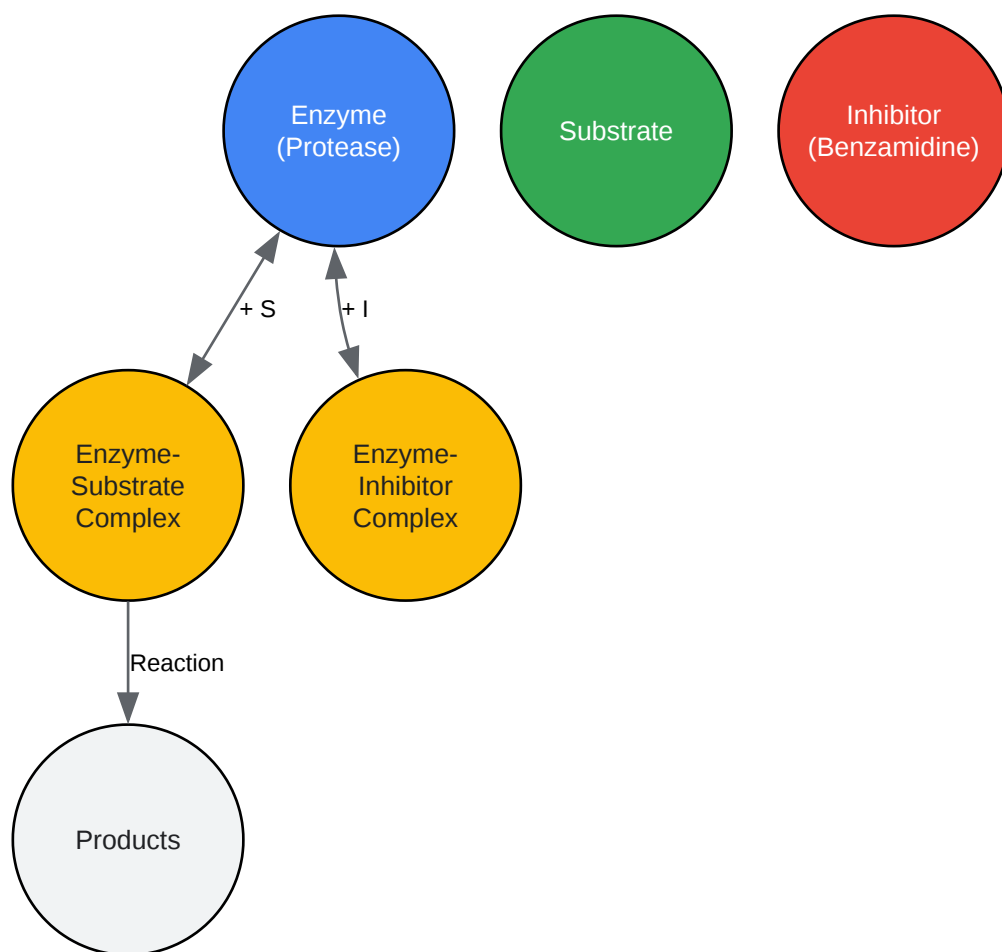 Enzyme
(Protease)
Substrate
Inhibitor
(Benzamidine)
+ S
+ I
Enzyme-
Substrate
Complex
Enzyme-
Inhibitor
Complex
Reaction
Products